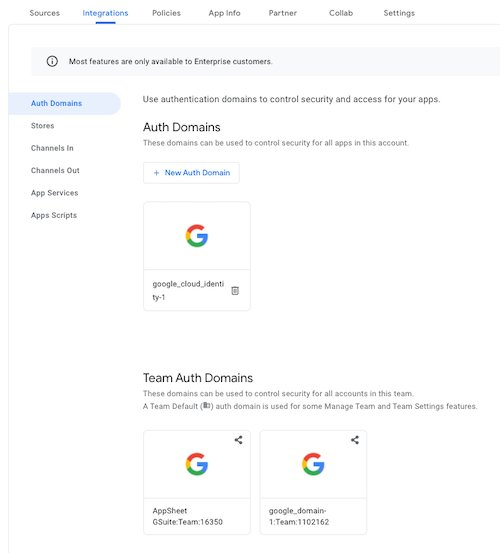 Sources Integrations Policies App Info Partner Collab Settings
Most features are only available to Enterprise customers.
Auth Domains
Stores
Channels In
Channels Out
App Services
Apps Scripts
Use authentication domains to control security and access for your apps.
Auth Domains
These domains can be used to control security for all apps in this account.
+ New Auth Domain
google_cloud_identi
ty-1
Team Auth Domains
These domains can be used to control security for all accounts in this team.
A Team Default () auth domain is used for some Manage Team and Team Settings features.
AppSheet
GSuite:Team:16350
google_domain-
1:Team:1102162